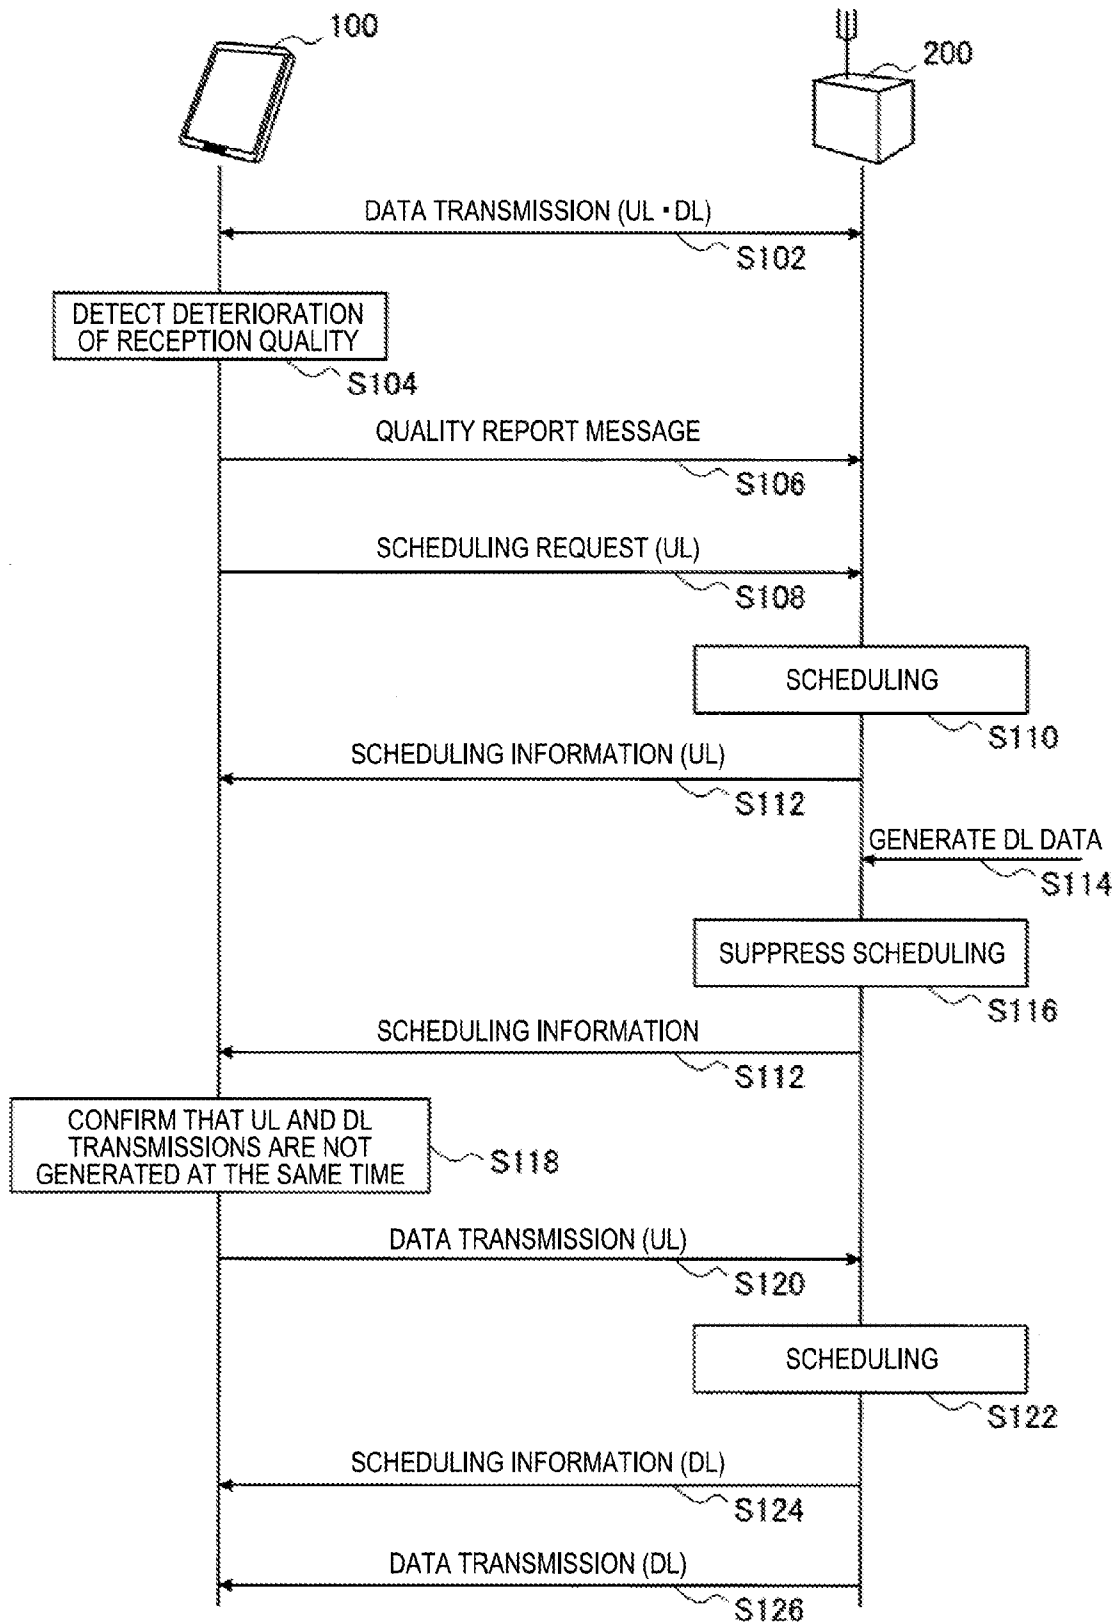 100
200
DATA TRANSMISSION (UL・DL)
S102
DETECT DETERIORATION
OF RECEPTION QUALITY
S104
QUALITY REPORT MESSAGE
S106
SCHEDULING REQUEST (UL)
S108
SCHEDULING
S110
SCHEDULING INFORMATION (UL)
S112
GENERATE DL DATA
S114
SUPPRESS SCHEDULING
S116
SCHEDULING INFORMATION
S112
CONFIRM THAT UL AND DL
TRANSMISSIONS ARE NOT
GENERATED AT THE SAME TIME
S118
DATA TRANSMISSION (UL)
S120
SCHEDULING
S122
SCHEDULING INFORMATION (DL)
S124
DATA TRANSMISSION (DL)
S126